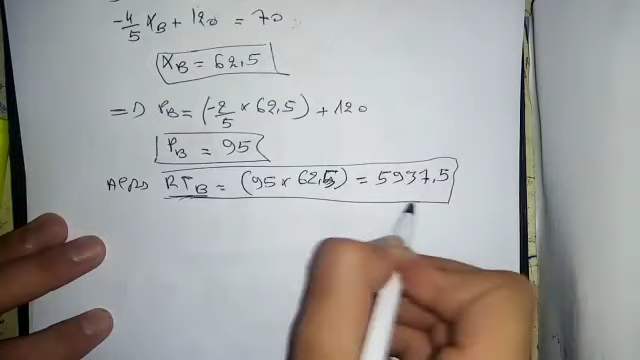 -4/5 X_B + 120 = 70
X_B = 62,5
=> P_B = (-2/5 × 62,5) + 120
P_B = 95
RT_B = (95 × 62,5) = 5937,5